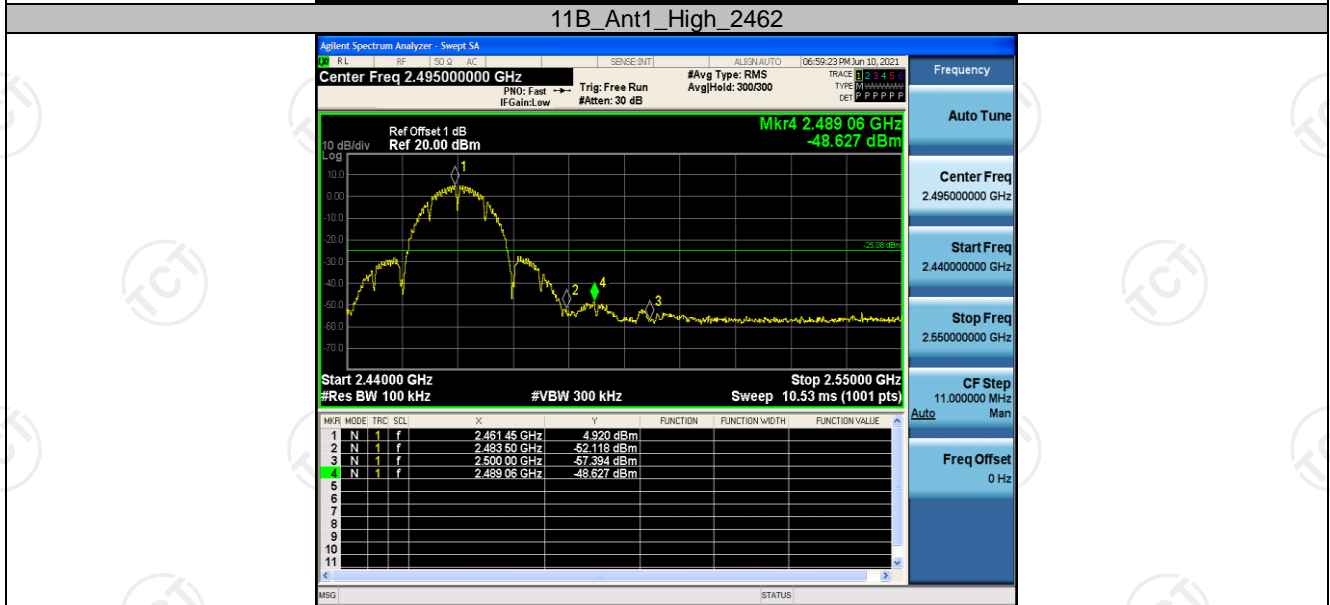 11B_Ant1_High_2462
Agilent Spectrum Analyzer - Swept SA
RL RF 50 Ω AC SENSE:INT ALIGN AUTO 06:59:23 PM Jun 10, 2021
Center Freq 2.495000000 GHz
PNO: Fast
IFGain:Low
Trig: Free Run
#Atten: 30 dB
#Avg Type: RMS
Avg|Hold: 300/300
TRACE 1 2 3 4 5 6
TYPE M
DET P P P P P P
Frequency
Auto Tune
Center Freq
2.495000000 GHz
Start Freq
2.440000000 GHz
Stop Freq
2.550000000 GHz
CF Step
11.000000 MHz
Auto Man
Freq Offset
0 Hz
Ref Offset 1 dB
10 dB/div Ref 20.00 dBm
Log
Mkr4 2.489 06 GHz
-48.627 dBm
10.0
0.00
-10.0
-20.0
-30.0
-40.0
-50.0
-60.0
-70.0
1
2
3
4
-25.08 dBm
Start 2.44000 GHz Stop 2.55000 GHz
#Res BW 100 kHz #VBW 300 kHz Sweep 10.53 ms (1001 pts)
MKR MODE TRC SCL X Y FUNCTION FUNCTION WIDTH FUNCTION VALUE
1 N 1 f 2.461 45 GHz 4.920 dBm
2 N 1 f 2.483 50 GHz -52.118 dBm
3 N 1 f 2.500 00 GHz -57.394 dBm
4 N 1 f 2.489 06 GHz -48.627 dBm
5
6
7
8
9
10
11
MSG STATUS
TCT
TCT
TCT